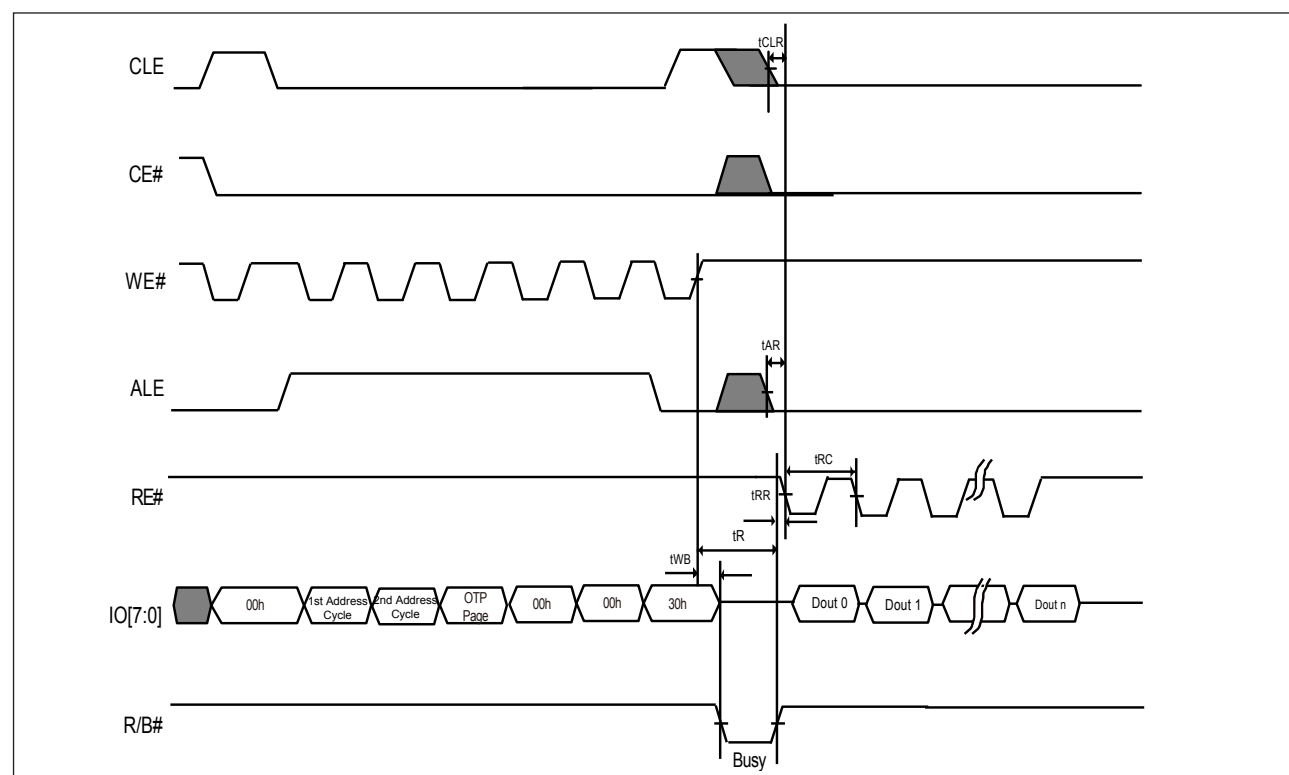 tCLR
CLE
CE#
WE#
tAR
ALE
tRC
RE#
tRR
tR
tWB
IO[7:0]
00h
1st Address
Cycle
2nd Address
Cycle
OTP
Page
00h
00h
30h
Dout 0
Dout 1
Dout n
R/B#
Busy